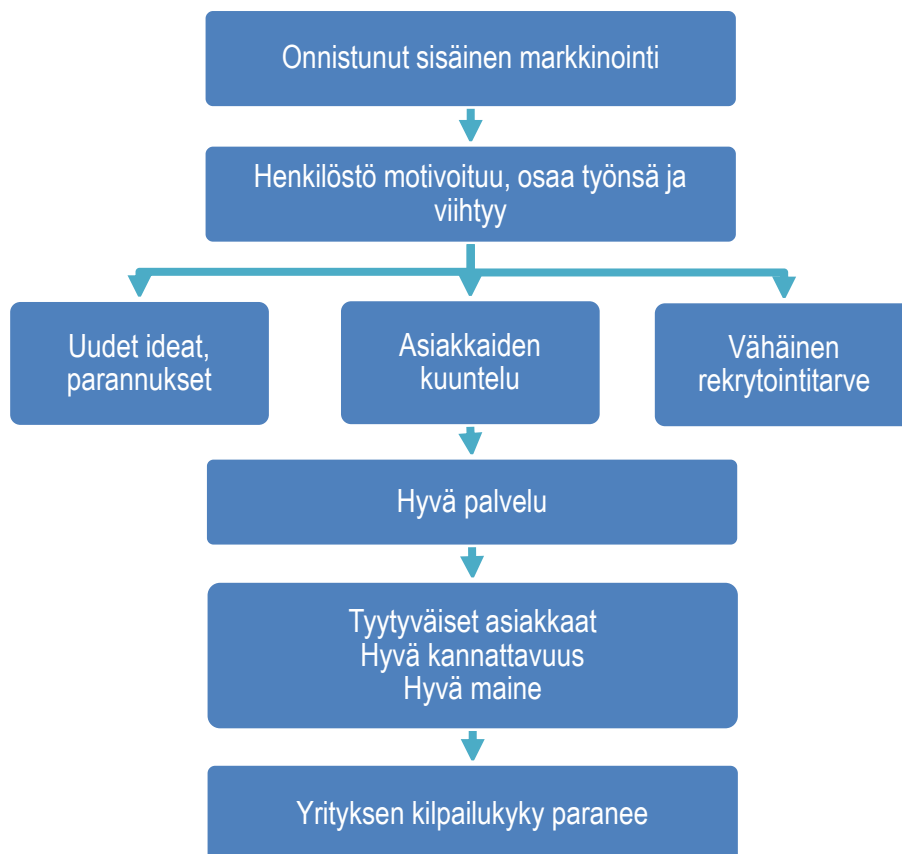 Onnistunut sisäinen markkinointi
Henkilöstö motivoituu, osaa työnsä ja
viihtyy
Uudet ideat,
parannukset
Asiakkaiden
kuuntelu
Vähäinen
rekrytointitarve
Hyvä palvelu
Tyytyväiset asiakkaat
Hyvä kannattavuus
Hyvä maine
Yrityksen kilpailukyky paranee